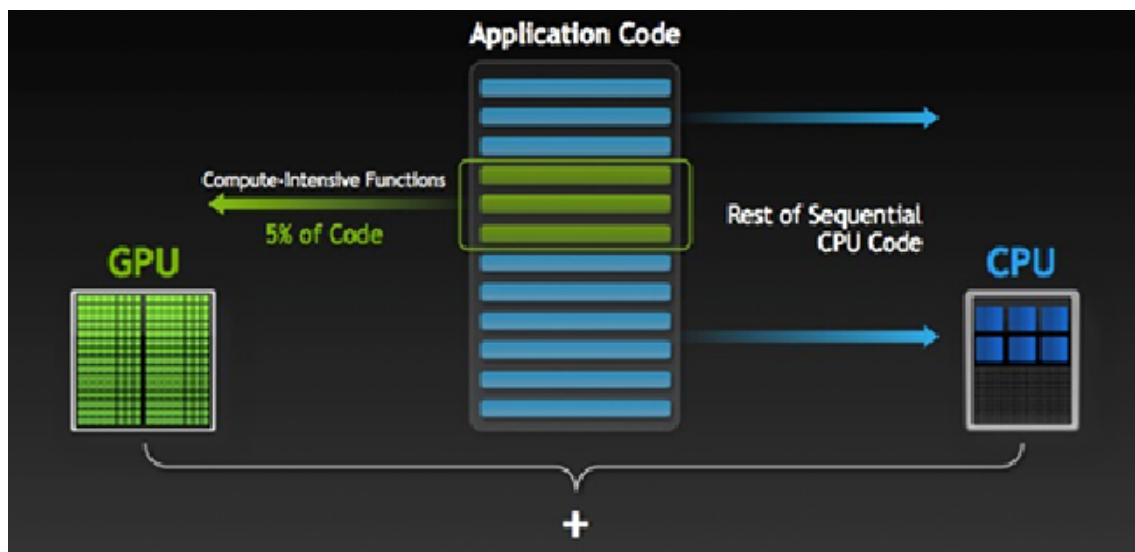 Application Code
Compute-Intensive Functions
5% of Code
Rest of Sequential
CPU Code
GPU
CPU
+